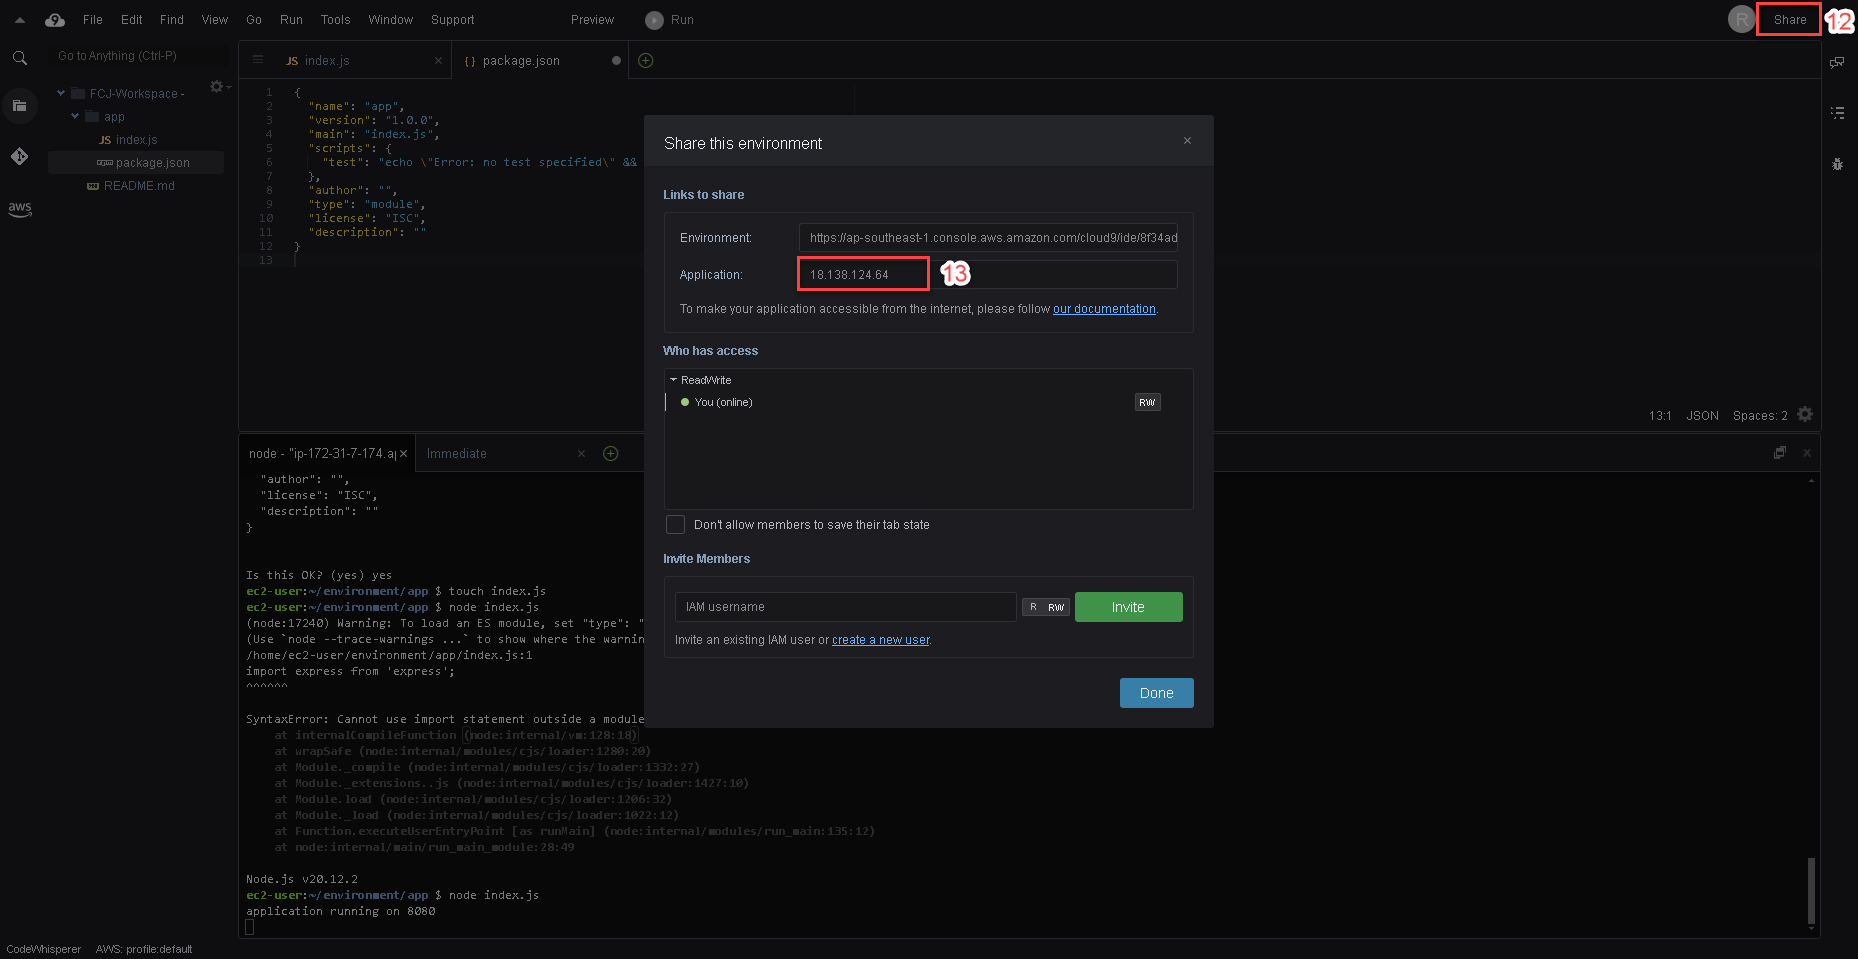 File Edit Find View Go Run Tools Window Support Preview Run
R Share 12
Go to Anything (Ctrl-P)
FCJ-Workspace -
app
JS index.js
package.json
README.md
aws
JS index.js
{ } package.json
1 {
2 "name": "app",
3 "version": "1.0.0",
4 "main": "index.js",
5 "scripts": {
6 "test": "echo \"Error: no test specified\" &&
7 },
8 "author": "",
9 "type": "module",
10 "license": "ISC",
11 "description": ""
12 }
13
13:1 JSON Spaces: 2
Share this environment
Links to share
Environment: https://ap-southeast-1.console.aws.amazon.com/cloud9/ide/8f34ad
Application: 18.138.124.64 13
To make your application accessible from the internet, please follow our documentation.
Who has access
ReadWrite
You (online) RW
Don't allow members to save their tab state
Invite Members
IAM username R RW Invite
Invite an existing IAM user or create a new user.
Done
node - "ip-172-31-7-174.ap
Immediate
"author": "",
"license": "ISC",
"description": ""
}
Is this OK? (yes) yes
ec2-user:~/environment/app $ touch index.js
ec2-user:~/environment/app $ node index.js
(node:17240) Warning: To load an ES module, set "type": "
(Use `node --trace-warnings ...` to show where the warnin
/home/ec2-user/environment/app/index.js:1
import express from 'express';
^^^^^^
SyntaxError: Cannot use import statement outside a module
at internalCompileFunction (node:internal/vm:128:18)
at wrapSafe (node:internal/modules/cjs/loader:1280:20)
at Module._compile (node:internal/modules/cjs/loader:1332:27)
at Module._extensions..js (node:internal/modules/cjs/loader:1427:10)
at Module.load (node:internal/modules/cjs/loader:1206:32)
at Module._load (node:internal/modules/cjs/loader:1022:12)
at Function.executeUserEntryPoint [as runMain] (node:internal/modules/run_main:135:12)
at node:internal/main/run_main_module:28:49
Node.js v20.12.2
ec2-user:~/environment/app $ node index.js
application running on 8080
CodeWhisperer AWS: profile:default